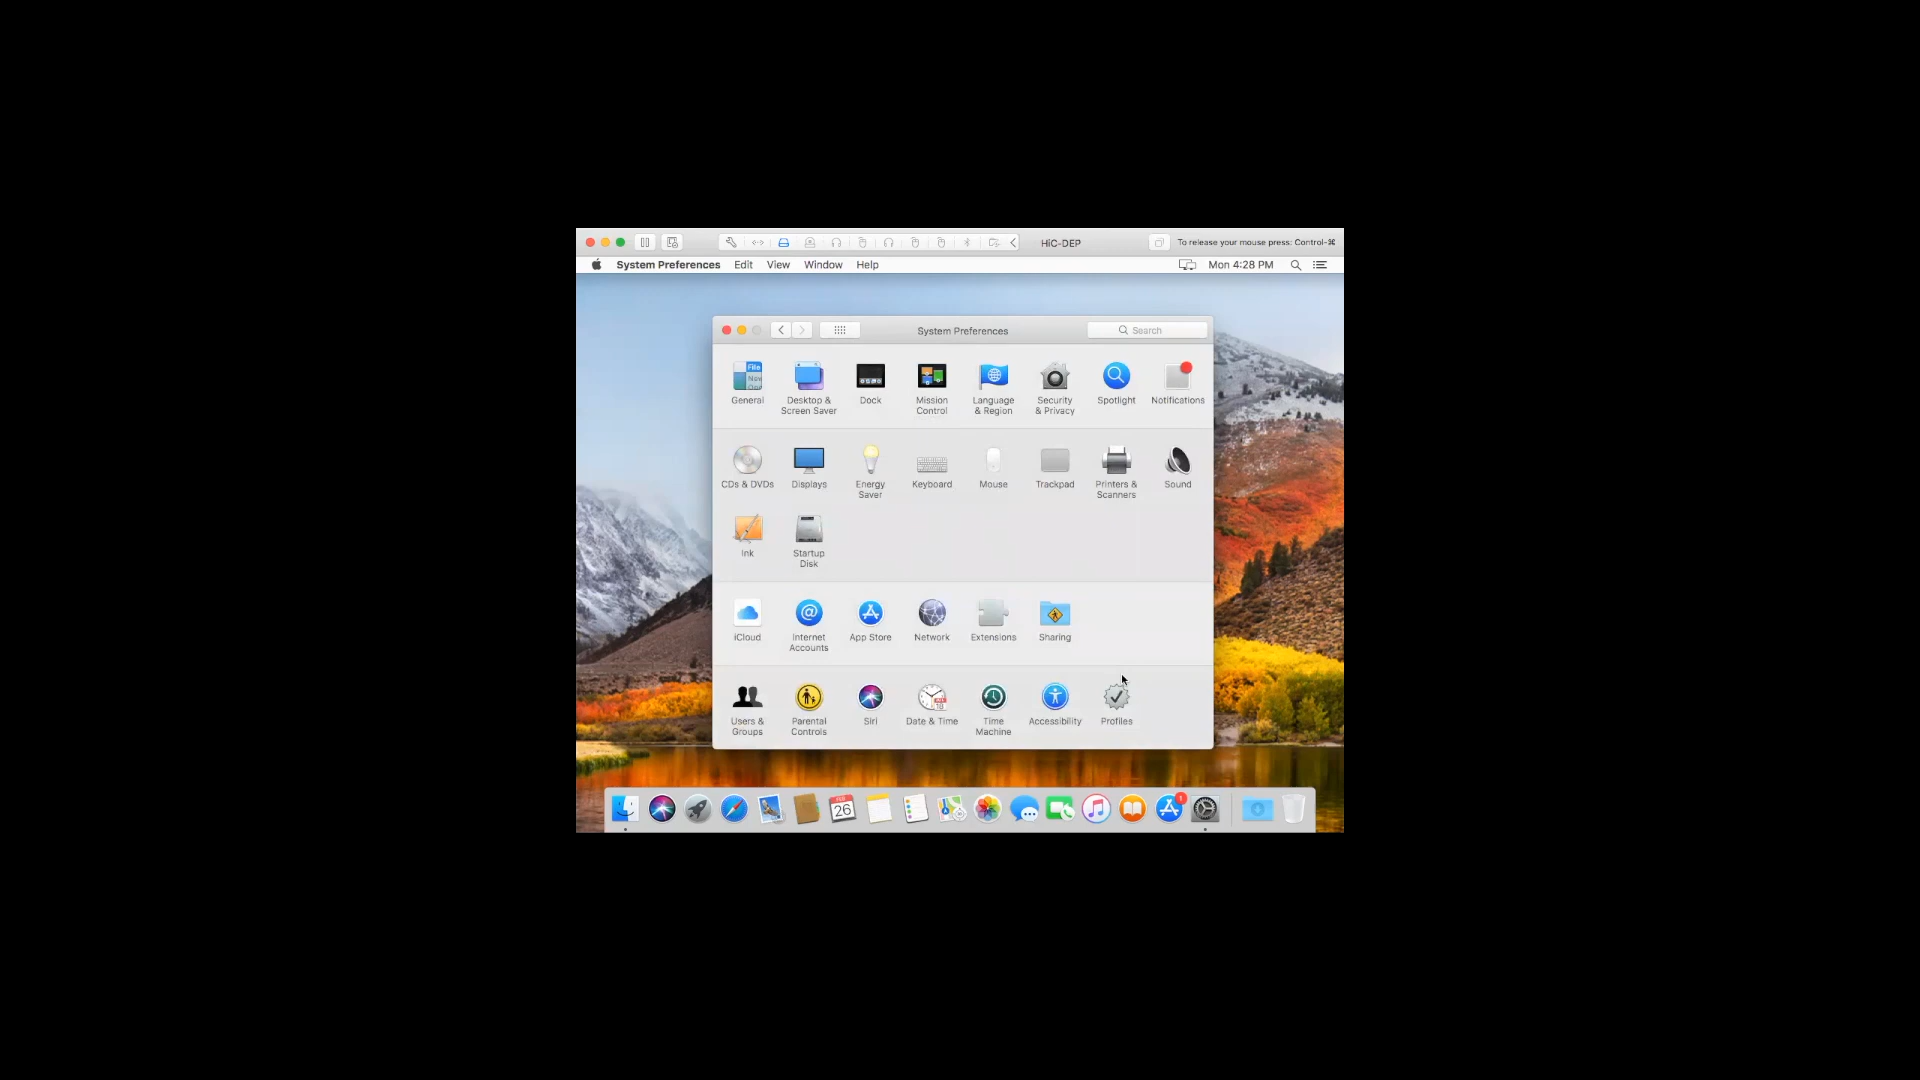 HiC-DEP
To release your mouse press: Control-⌘
System Preferences Edit View Window Help Mon 4:28 PM
System Preferences
Search
General
Desktop & Screen Saver
Dock
Mission Control
Language & Region
Security & Privacy
Spotlight
Notifications
CDs & DVDs
Displays
Energy Saver
Keyboard
Mouse
Trackpad
Printers & Scanners
Sound
Ink
Startup Disk
iCloud
Internet Accounts
App Store
Network
Extensions
Sharing
Users & Groups
Parental Controls
Siri
Date & Time
Time Machine
Accessibility
Profiles
26
1